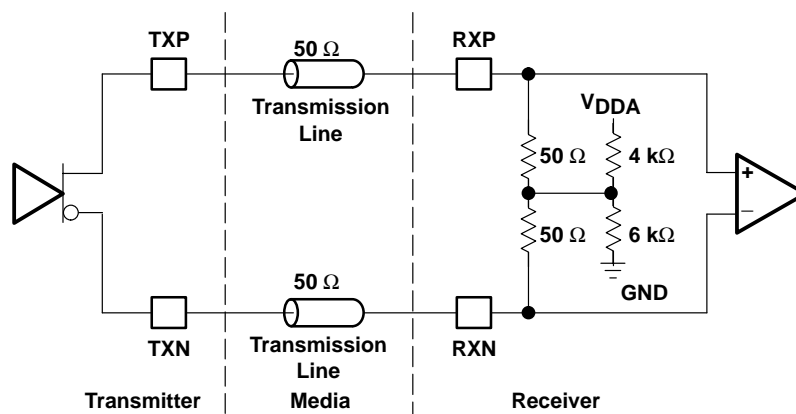 TXP
50 Ω
RXP
Transmission
Line
VDDA
50 Ω
4 kΩ
+
50 Ω
6 kΩ
−
GND
50 Ω
TXN
Transmission
Line
RXN
Transmitter
Media
Receiver